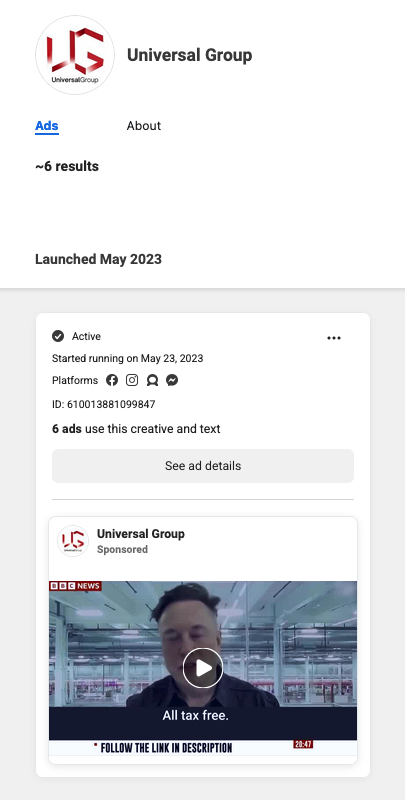 UG
UniversalGroup
Universal Group
Ads About
~6 results
Launched May 2023
Active
Started running on May 23, 2023
Platforms
ID: 610013881099847
6 ads use this creative and text
See ad details
UG
Universal Group
Sponsored
BBC NEWS
All tax free.
FOLLOW THE LINK IN DESCRIPTION
20:47